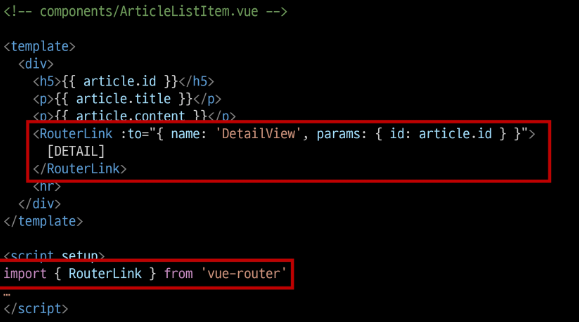 <!-- components/ArticleListItem.vue -->
<template>
<div>
<h5>{{ article.id }}</h5>
<p>{{ article.title }}</p>
<p>{{ article.content }}</p>
<RouterLink :to="{ name: 'DetailView', params: { id: article.id } }">
[DETAIL]
</RouterLink>
<hr>
</div>
</template>
<script setup>
import { RouterLink } from 'vue-router'
…
</script>